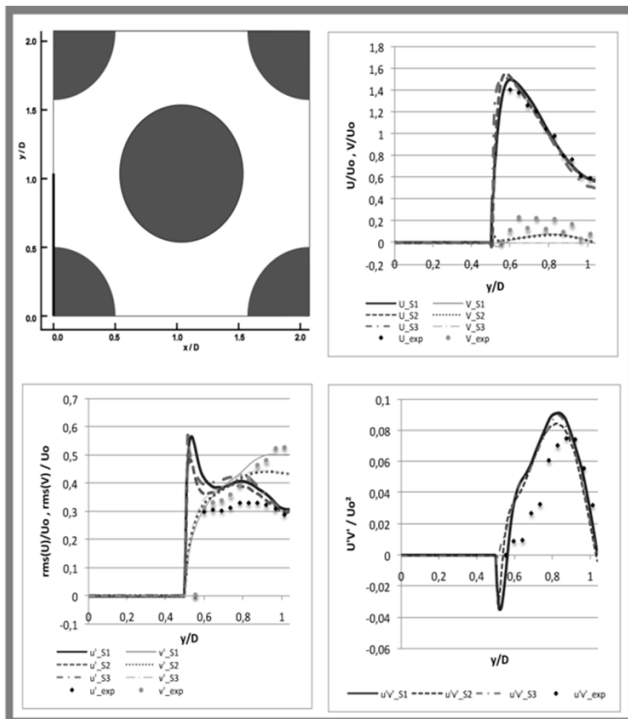 2.0
1.5
1.0
0.5
0.0
y / D
0.0
0.5
1.0
1.5
2.0
x / D
1,8
1,6
1,4
1,2
1
0,8
0,6
0,4
0,2
0
-0,2
U/Uo , V/Uo
0
0,2
0,4
0,6
0,8
1
y/D
U_S1
V_S1
U_S2
V_S2
U_S3
V_S3
U_exp
V_exp
0,7
0,6
0,5
0,4
0,3
0,2
0,1
0
-0,1
rms(U)/Uo , rms(V) / Uo
0
0,2
0,4
0,6
0,8
1
y/D
u'_S1
v'_S1
u'_S2
v'_S2
u'_S3
v'_S3
u'_exp
v'_exp
0,1
0,08
0,06
0,04
0,02
0
-0,02
-0,04
-0,06
U'V' / Uo²
0
0,2
0,4
0,6
0,8
1
y/D
u'v'_S1
u'v'_S2
u'v'_S3
u'v'_exp